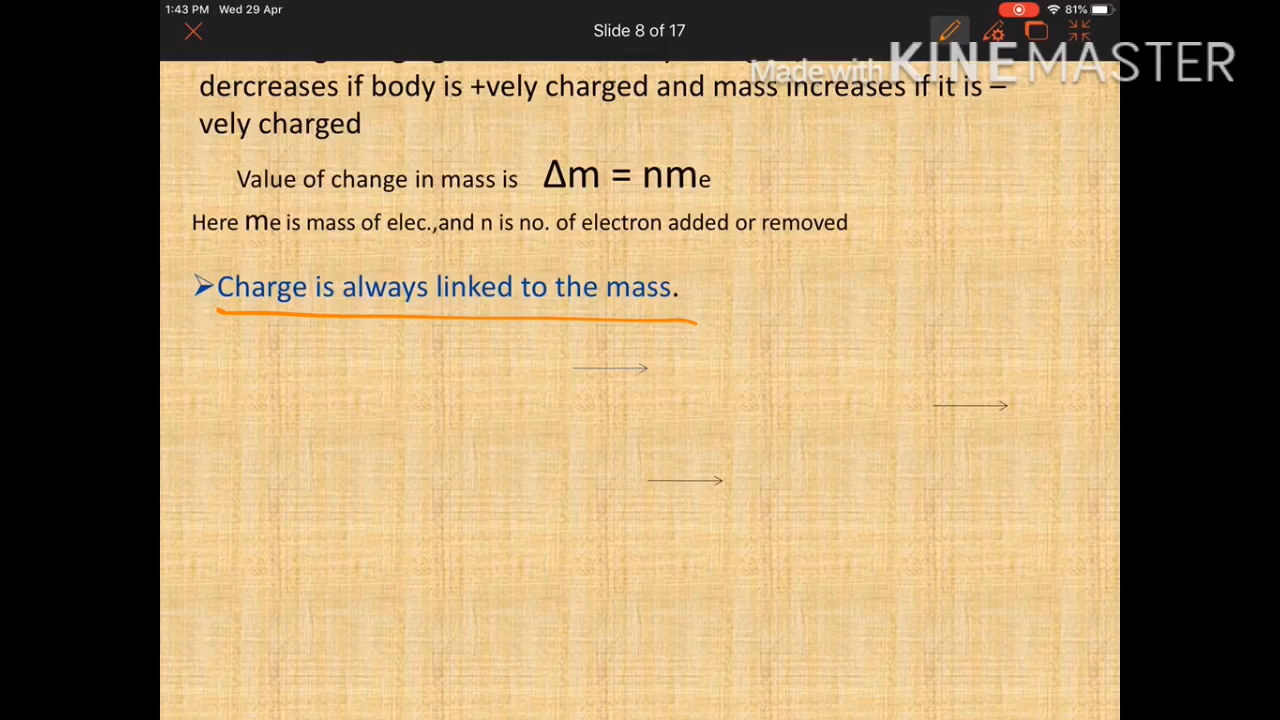 1:43 PM Wed 29 Apr
81%
Slide 8 of 17
Made with KINEMASTER
dercreases if body is +vely charged and mass increases if it is –
vely charged
Value of change in mass is Δm = nme
Here me is mass of elec.,and n is no. of electron added or removed
➢Charge is always linked to the mass.